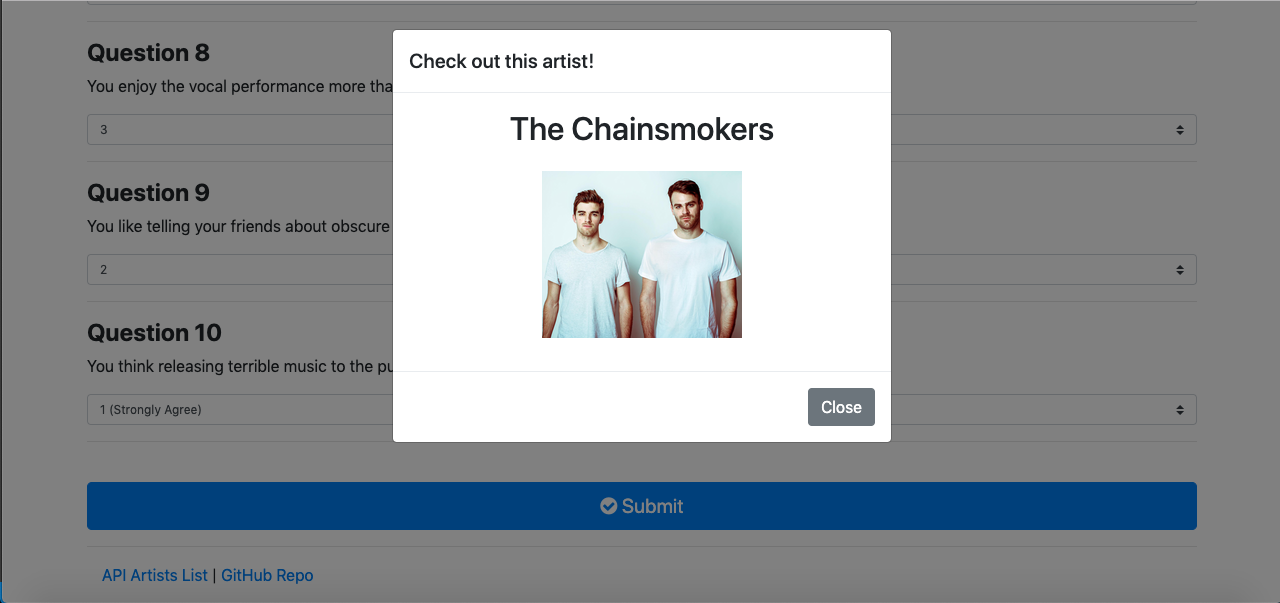 Question 8
You enjoy the vocal performance more tha
3
Question 9
You like telling your friends about obscure
2
Question 10
You think releasing terrible music to the pu
1 (Strongly Agree)
Check out this artist!
The Chainsmokers
Close
Submit
API Artists List | GitHub Repo